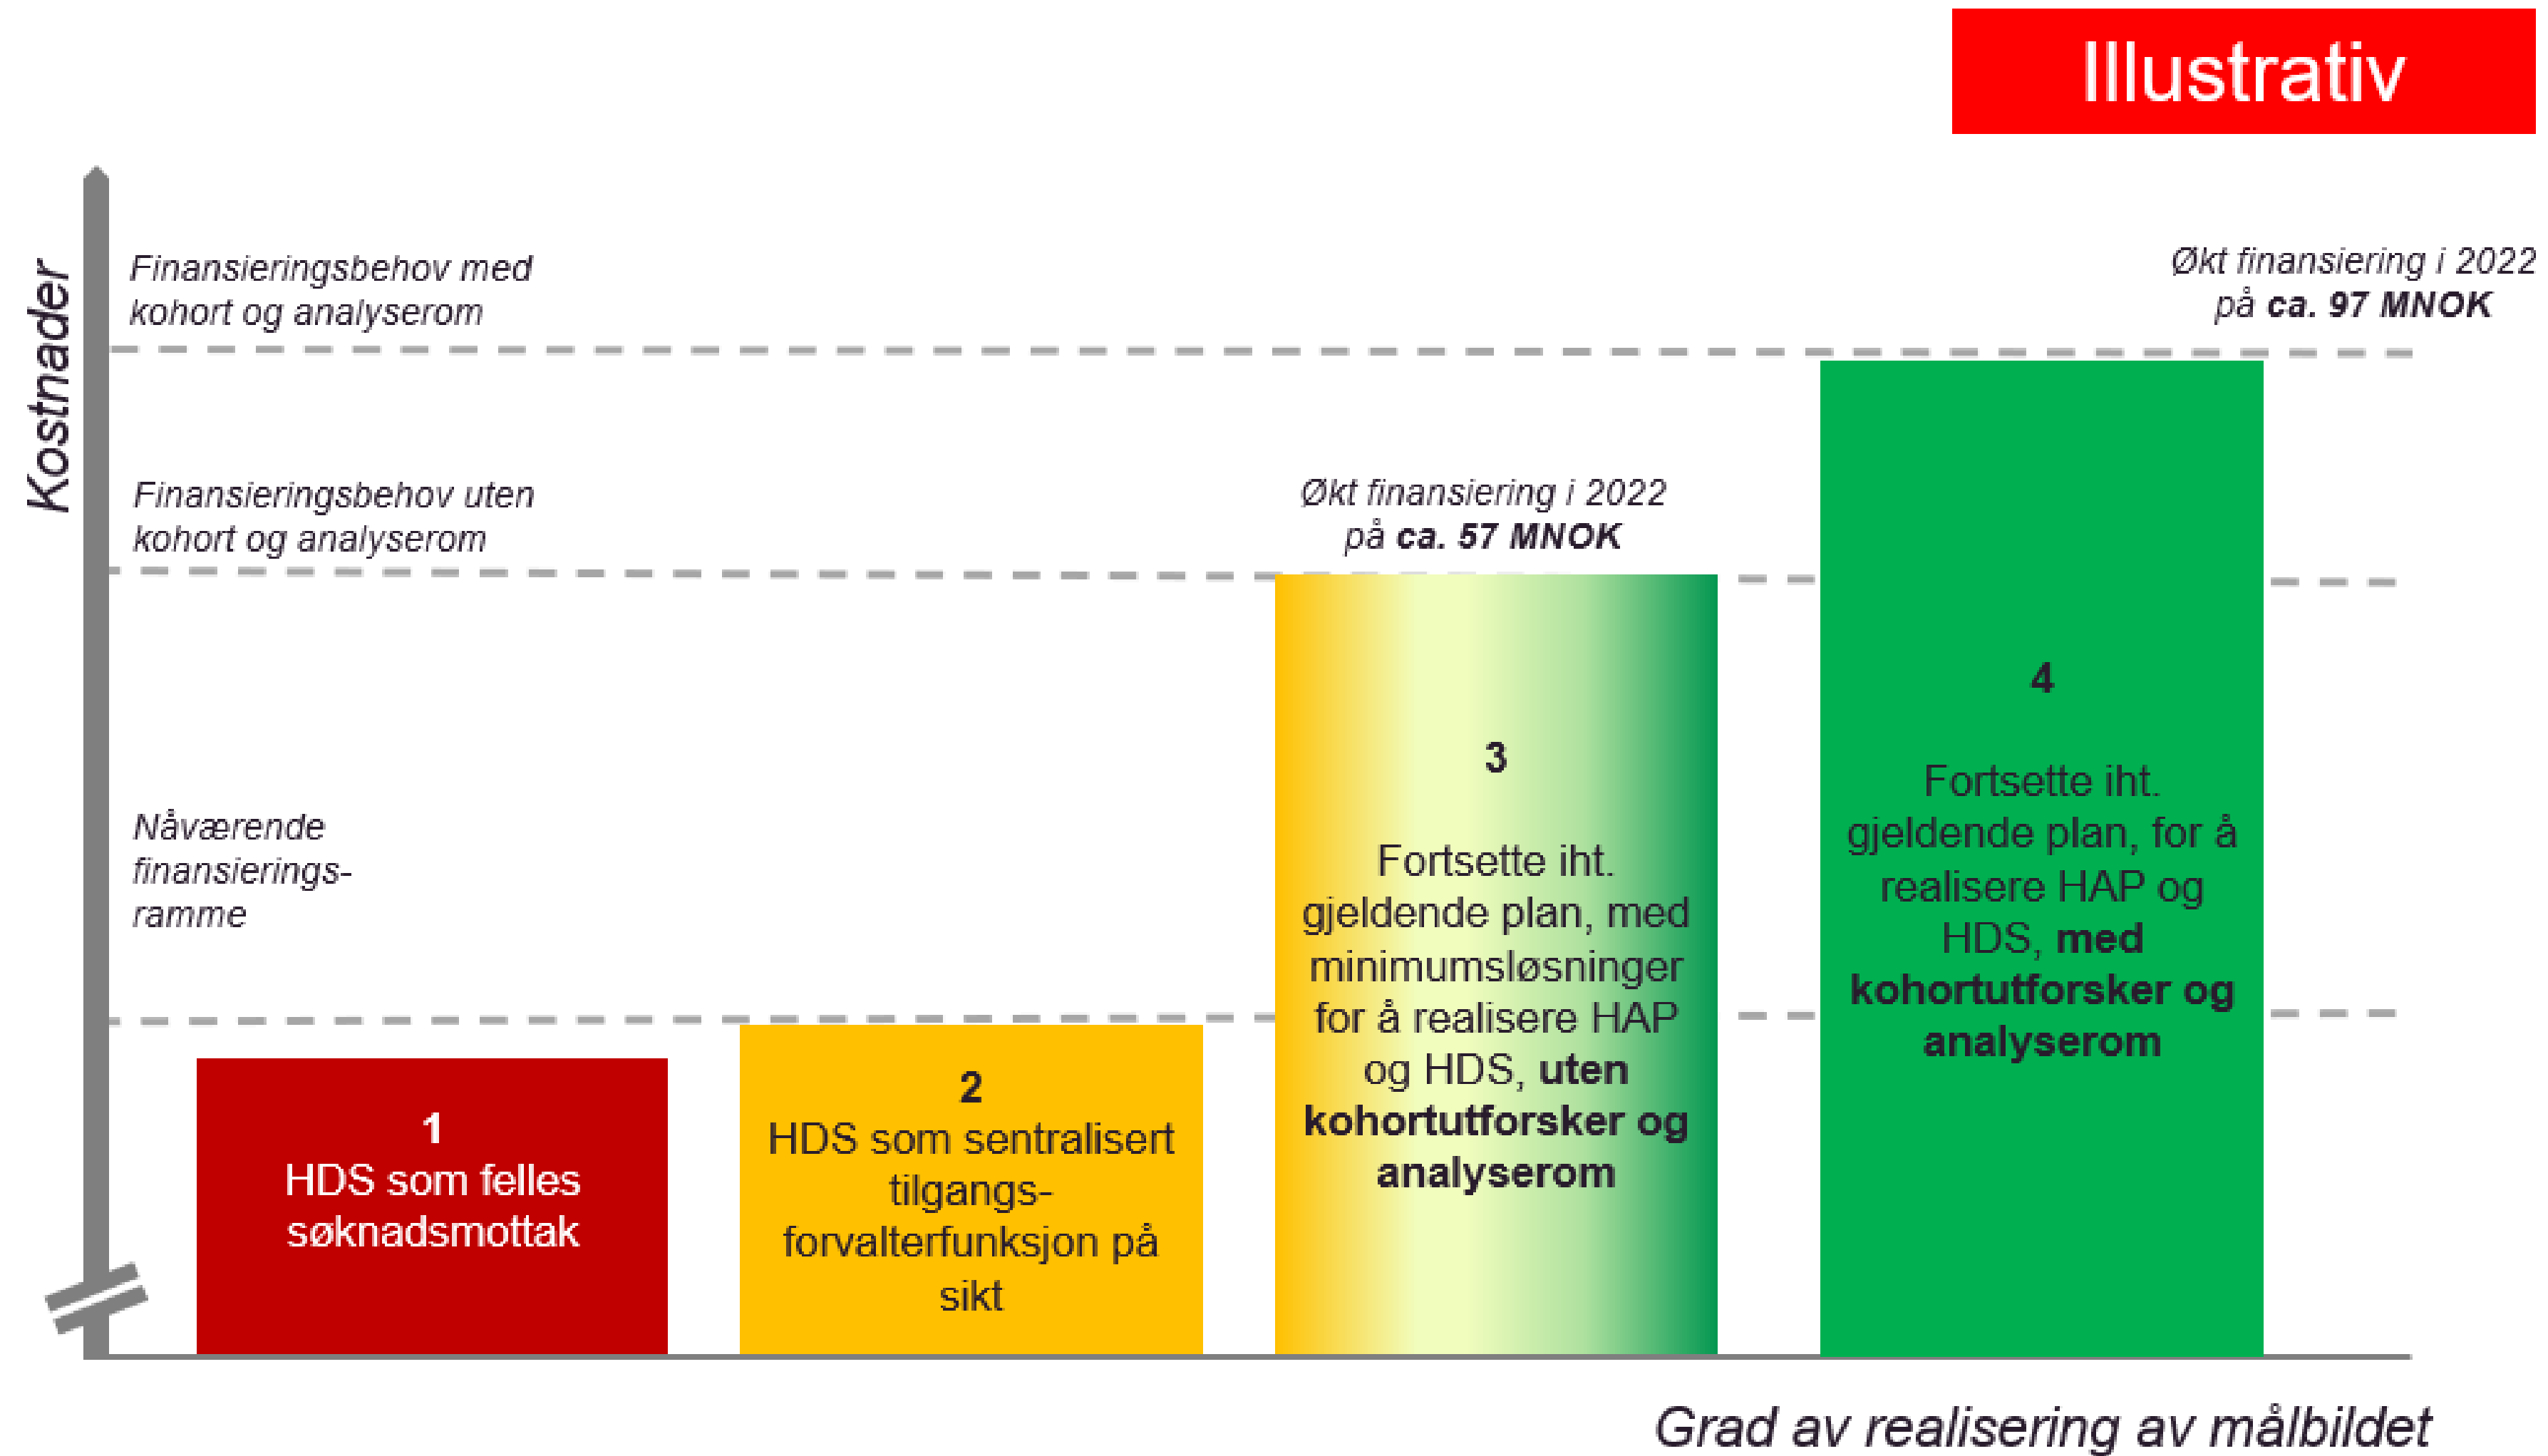 Illustrativ
Kostnader
Finansieringsbehov med
kohort og analyserom
Økt finansiering i 2022
på ca. 97 MNOK
Finansieringsbehov uten
kohort og analyserom
Økt finansiering i 2022
på ca. 57 MNOK
Nåværende
finansierings-
ramme
1
HDS som felles
søknadsmottak
2
HDS som sentralisert
tilgangs-
forvalterfunksjon på
sikt
3
Fortsette iht.
gjeldende plan, med
minimumsløsninger
for å realisere HAP
og HDS, uten
kohortutforsker og
analyserom
4
Fortsette iht.
gjeldende plan, for å
realisere HAP og
HDS, med
kohortutforsker og
analyserom
Grad av realisering av målbildet